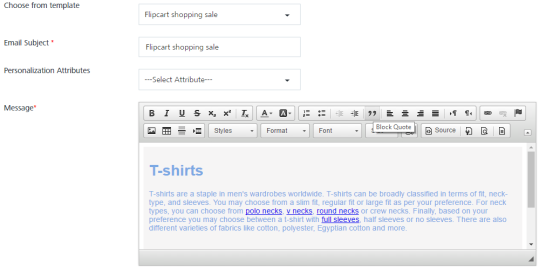 Choose from template
Flipcart shopping sale
Email Subject *
Flipcart shopping sale
Personalization Attributes
---Select Attribute---
Message*
B I U S x₂ x² Tx A A
Styles Format Font Source
Block Quote
T-shirts
T-shirts are a staple in men's wardrobes worldwide. T-shirts can be broadly classified in terms of fit, neck-
type, and sleeves. You may choose from a slim fit, regular fit or large fit as per your preference. For neck
types, you can choose from polo necks, v necks, round necks or crew necks. Finally, based on your
preference you may choose between a t-shirt with full sleeves, half sleeves or no sleeves. There are also
different varieties of fabrics like cotton, polyester, Egyptian cotton and more.